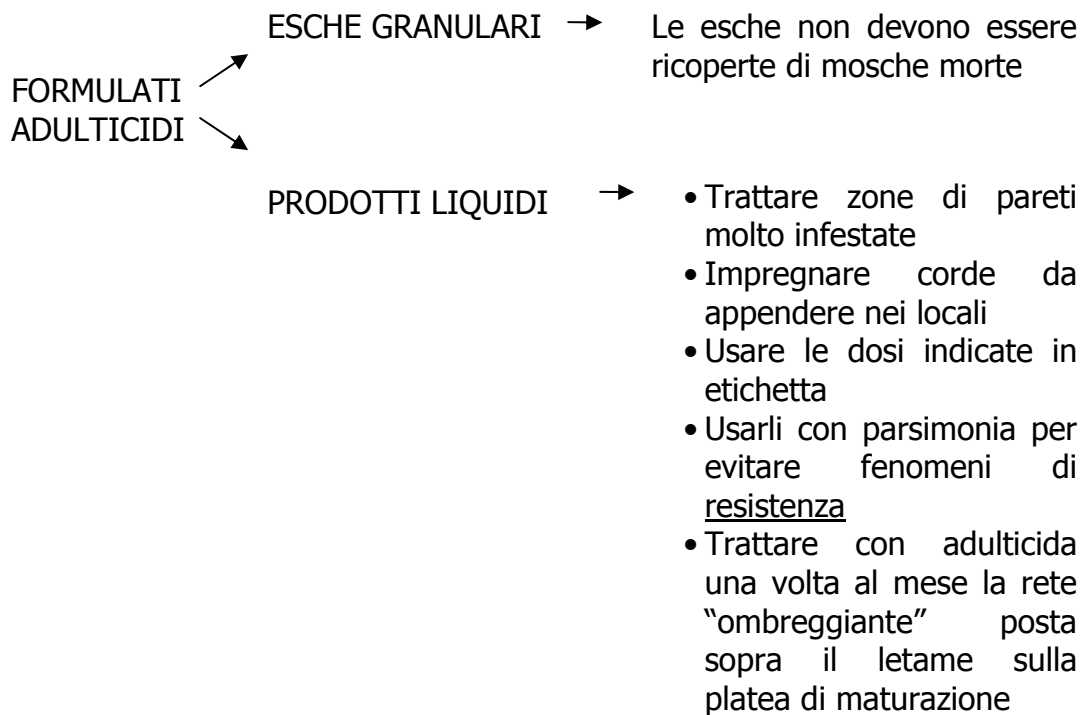 FORMULATI
ADULTICIDI
ESCHE GRANULARI
Le esche non devono essere
ricoperte di mosche morte
PRODOTTI LIQUIDI
• Trattare zone di pareti
molto infestate
• Impregnare corde da
appendere nei locali
• Usare le dosi indicate in
etichetta
• Usarli con parsimonia per
evitare fenomeni di
resistenza
• Trattare con adulticida
una volta al mese la rete
“ombreggiante” posta
sopra il letame sulla
platea di maturazione